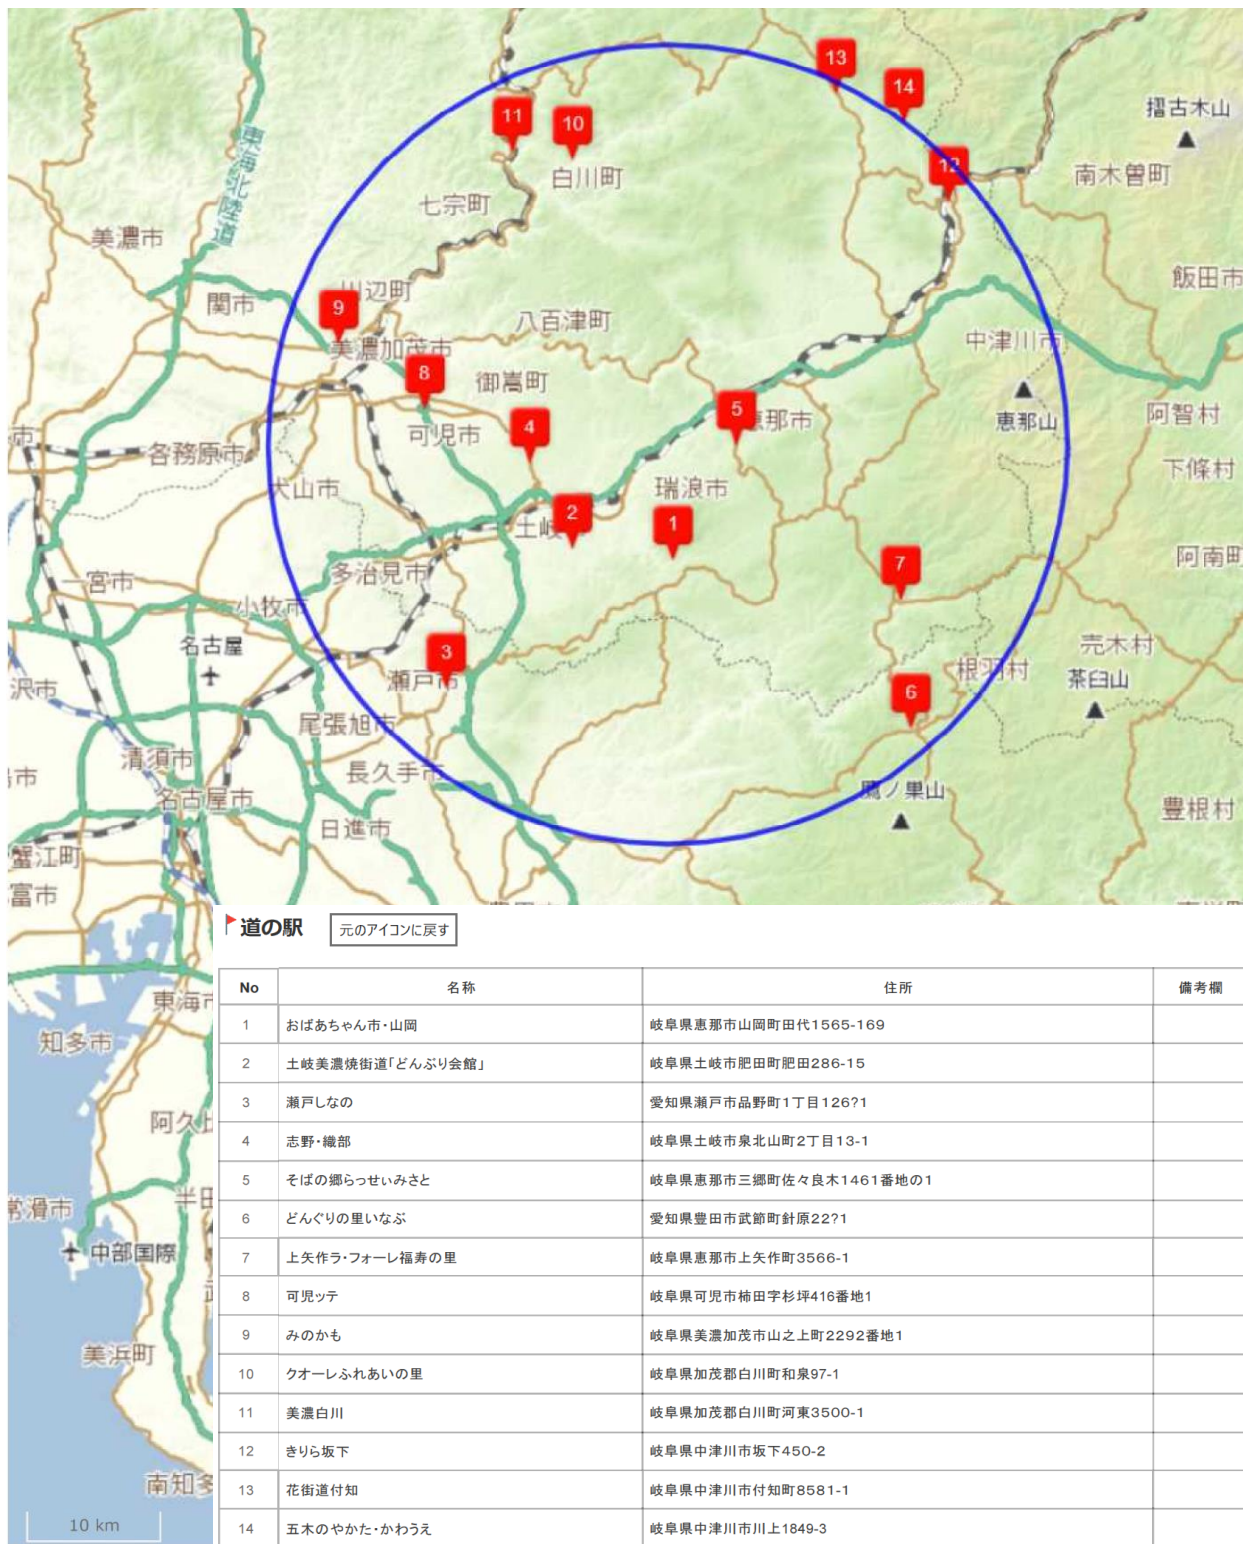 13
14
11
10
12
摺古木山
白川町
南木曽町
七宗町
東海北陸道
美濃市
飯田市
関市
川辺町
9
八百津町
美濃加茂市
中津川市
8
御嵩町
5
恵那市
恵那山
阿智村
4
可児市
各務原市
下條村
犬山市
瑞浪市
2
1
土岐
阿南町
7
多治見市
一宮市
小牧市
名古屋
3
売木村
根羽村
茶臼山
瀬戸市
6
尾張旭市
清須市
長久手市
鷹ノ巣山
名古屋市
豊根村
日進市
蟹江町
富市
道の駅
元のアイコンに戻す
No 名称 住所 備考欄
1 おばあちゃん市・山岡 岐阜県恵那市山岡町田代1565-169
2 土岐美濃焼街道「どんぶり会館」 岐阜県土岐市肥田町肥田286-15
3 瀬戸しなの 愛知県瀬戸市品野町1丁目126?1
4 志野・織部 岐阜県土岐市泉北山町2丁目13-1
5 そばの郷らっせぃみさと 岐阜県恵那市三郷町佐々良木1461番地の1
6 どんぐりの里いなぶ 愛知県豊田市武節町針原22?1
7 上矢作ラ・フォーレ福寿の里 岐阜県恵那市上矢作町3566-1
8 可児ッテ 岐阜県可児市柿田字杉坪416番地1
9 みのかも 岐阜県美濃加茂市山之上町2292番地1
10 クオーレふれあいの里 岐阜県加茂郡白川町和泉97-1
11 美濃白川 岐阜県加茂郡白川町河東3500-1
12 きりら坂下 岐阜県中津川市坂下450-2
13 花街道付知 岐阜県中津川市付知町8581-1
14 五木のやかた・かわうえ 岐阜県中津川市川上1849-3
東海市
知多市
阿久比
半田
常滑市
中部国際
美浜町
南知多
10 km